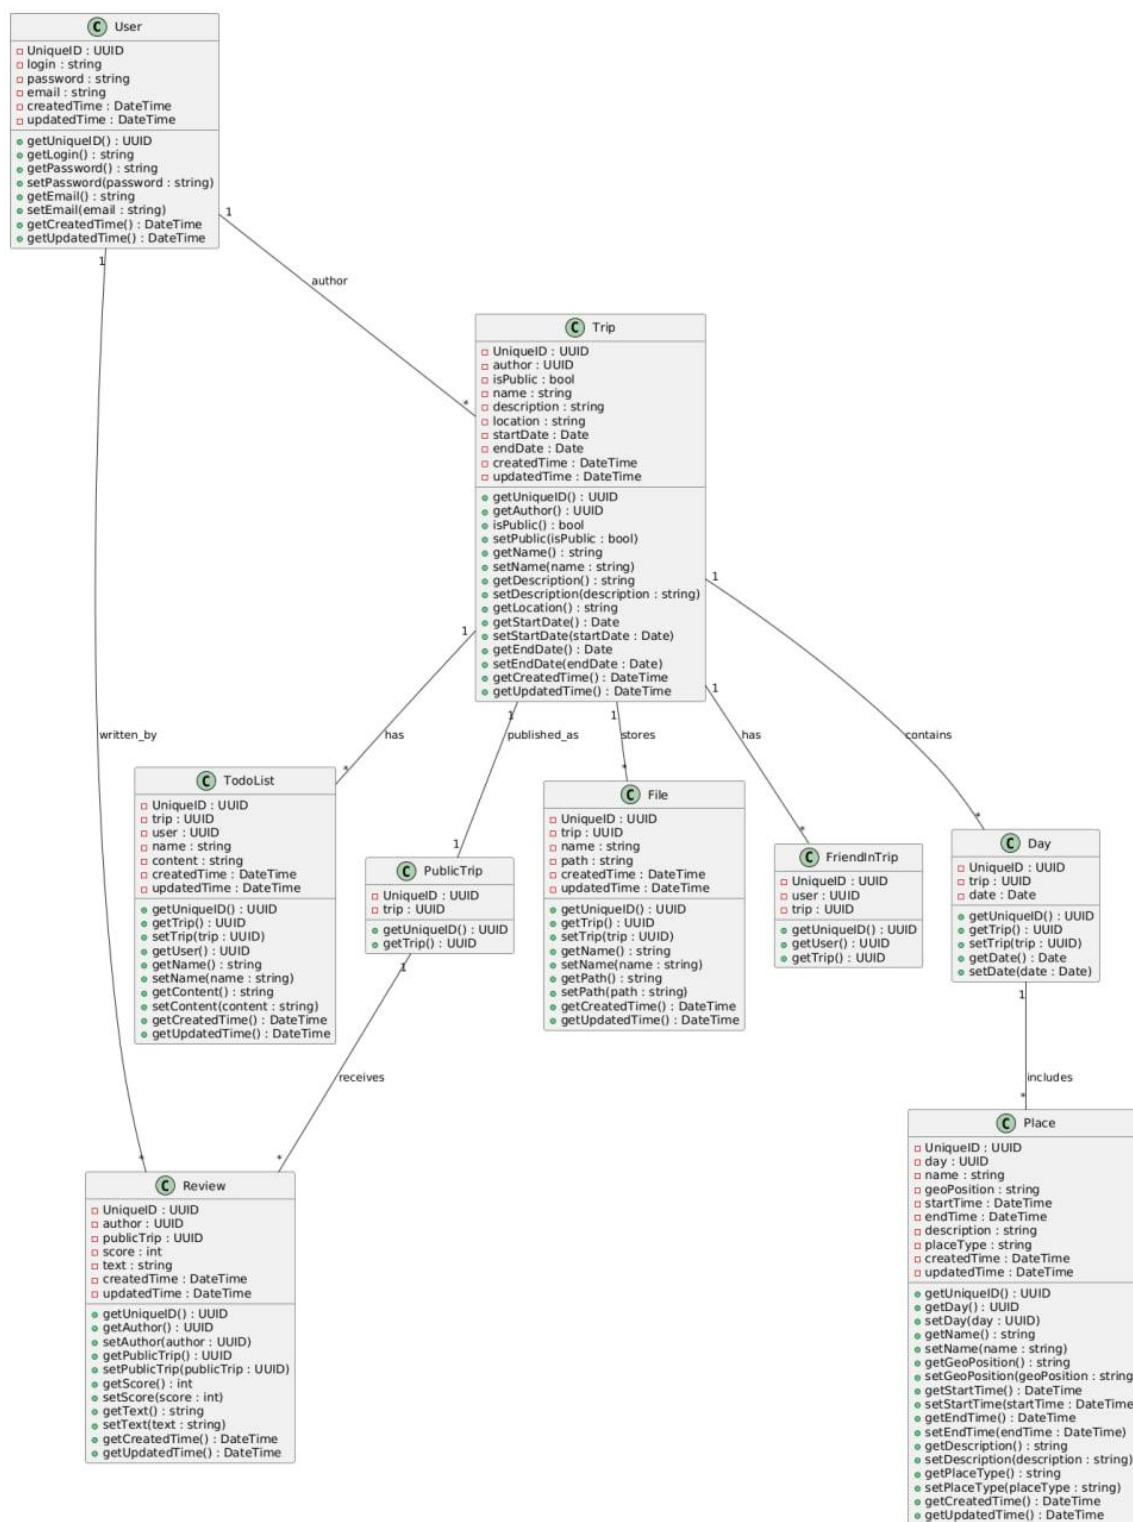 C User
UniqueID : UUID
login : string
password : string
email : string
createdTime : DateTime
updatedTime : DateTime
getUniqueID() : UUID
getLogin() : string
getPassword() : string
setPassword(password : string)
getEmail() : string
setEmail(email : string)
getCreatedTime() : DateTime
getUpdatedTime() : DateTime
1
1
author
*
C Trip
UniqueID : UUID
author : UUID
isPublic : bool
name : string
description : string
location : string
startDate : Date
endDate : Date
createdTime : DateTime
updatedTime : DateTime
getUniqueID() : UUID
getAuthor() : UUID
isPublic() : bool
setPublic(isPublic : bool)
getName() : string
setName(name : string)
getDescription() : string
setDescription(description : string)
getLocation() : string
getStartDate() : Date
setStartDate(startDate : Date)
getEndDate() : Date
setEndDate(endDate : Date)
getCreatedTime() : DateTime
getUpdatedTime() : DateTime
1
1
1
1
1
written_by
has
published_as
stores
has
contains
*
1
*
*
*
C TodoList
UniqueID : UUID
trip : UUID
user : UUID
name : string
content : string
createdTime : DateTime
updatedTime : DateTime
getUniqueID() : UUID
getTrip() : UUID
setTrip(trip : UUID)
getUser() : UUID
getName() : string
setName(name : string)
getContent() : string
setContent(content : string)
getCreatedTime() : DateTime
getUpdatedTime() : DateTime
C PublicTrip
UniqueID : UUID
trip : UUID
getUniqueID() : UUID
getTrip() : UUID
C File
UniqueID : UUID
trip : UUID
name : string
path : string
createdTime : DateTime
updatedTime : DateTime
getUniqueID() : UUID
getTrip() : UUID
setTrip(trip : UUID)
getName() : string
setName(name : string)
getPath() : string
setPath(path : string)
getCreatedTime() : DateTime
getUpdatedTime() : DateTime
C FriendInTrip
UniqueID : UUID
user : UUID
trip : UUID
getUniqueID() : UUID
getUser() : UUID
getTrip() : UUID
C Day
UniqueID : UUID
trip : UUID
date : Date
getUniqueID() : UUID
getTrip() : UUID
setTrip(trip : UUID)
getDate() : Date
setDate(date : Date)
1
1
receives
includes
*
*
*
C Review
UniqueID : UUID
author : UUID
publicTrip : UUID
score : int
text : string
createdTime : DateTime
updatedTime : DateTime
getUniqueID() : UUID
getAuthor() : UUID
setAuthor(author : UUID)
getPublicTrip() : UUID
setPublicTrip(publicTrip : UUID)
getScore() : int
setScore(score : int)
getText() : string
setText(text : string)
getCreatedTime() : DateTime
getUpdatedTime() : DateTime
C Place
UniqueID : UUID
day : UUID
name : string
geoPosition : string
startTime : DateTime
endTime : DateTime
description : string
placeType : string
createdTime : DateTime
updatedTime : DateTime
getUniqueID() : UUID
getDay() : UUID
setDay(day : UUID)
getName() : string
setName(name : string)
getGeoPosition() : string
setGeoPosition(geoPosition : string
getStartTime() : DateTime
setStartTime(startTime : DateTime
getEndTime() : DateTime
setEndTime(endTime : DateTime)
getDescription() : string
setDescription(description : string)
getPlaceType() : string
setPlaceType(placeType : string)
getCreatedTime() : DateTime
getUpdatedTime() : DateTime